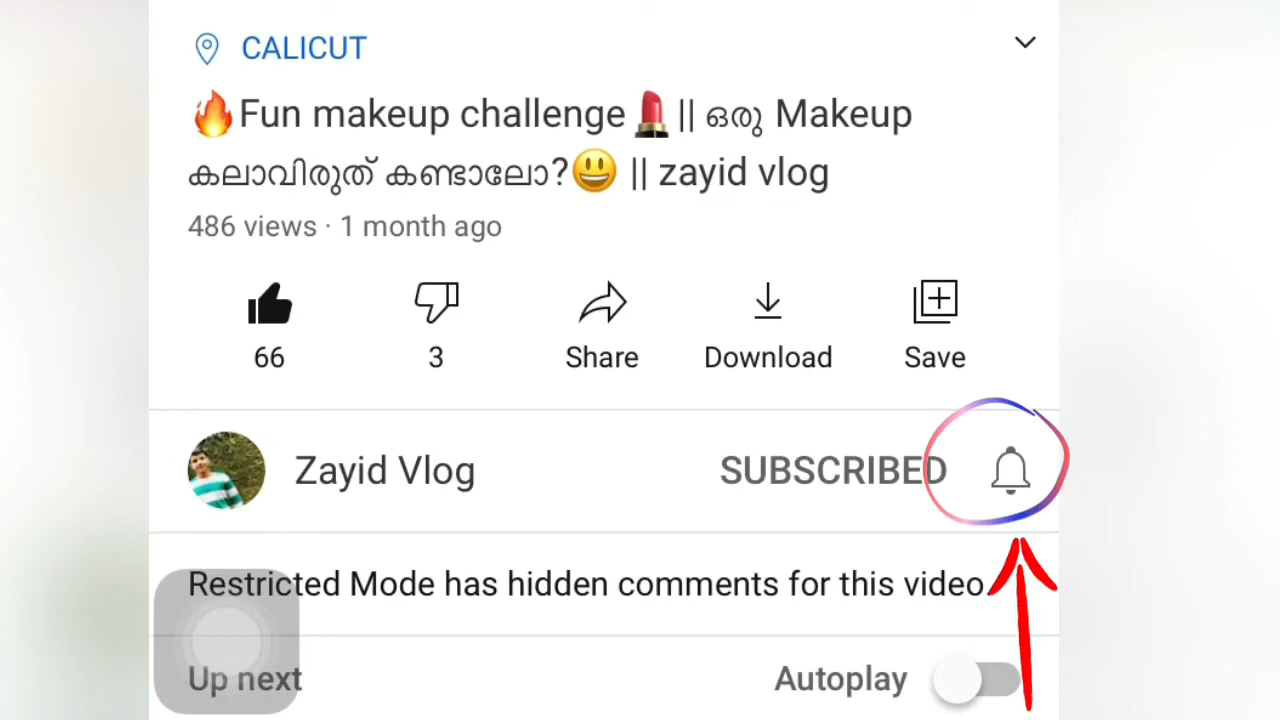 CALICUT
🔥Fun makeup challenge💄|| ഒരു Makeup
കലാവിരുത് കണ്ടാലോ?😃 || zayid vlog
486 views · 1 month ago
66 3 Share Download Save
Zayid Vlog SUBSCRIBED
Restricted Mode has hidden comments for this video.
Up next Autoplay